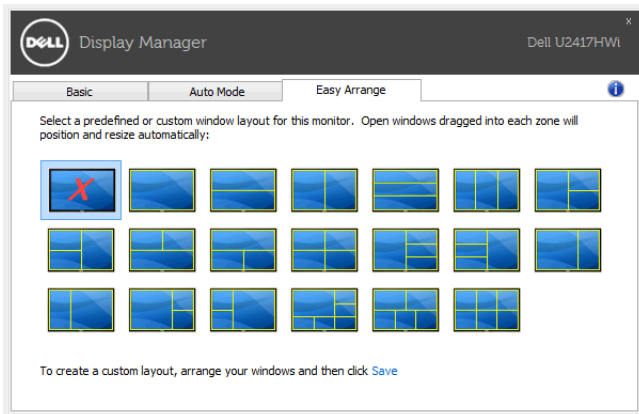 DELL Display Manager Dell U2417HWi
Basic Auto Mode Easy Arrange
Select a predefined or custom window layout for this monitor. Open windows dragged into each zone will
position and resize automatically:
To create a custom layout, arrange your windows and then click Save